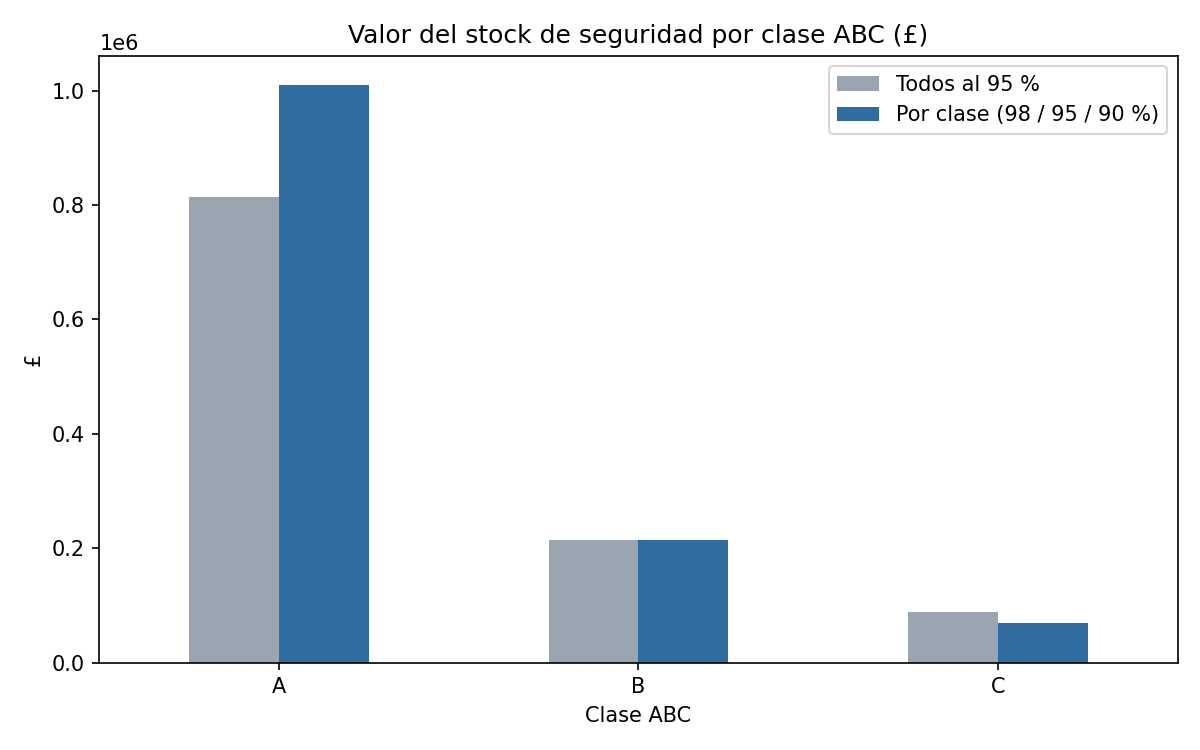 Valor del stock de seguridad por clase ABC (£)
1e6
Todos al 95 %
Por clase (98 / 95 / 90 %)
1.0
0.8
0.6
0.4
0.2
0.0
£
A
B
C
Clase ABC